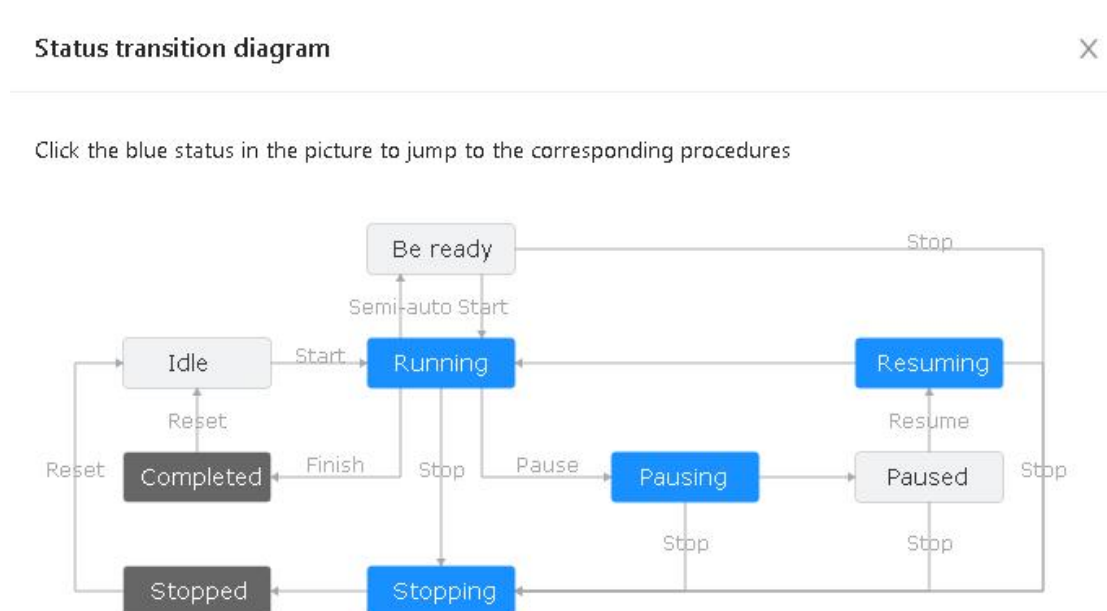 Status transition diagram
Click the blue status in the picture to jump to the corresponding procedures
Be ready
Stop
Semi-auto Start
Idle
Start
Running
Resuming
Reset
Resume
Reset
Completed
Finish
Stop
Pause
Pausing
Paused
Stop
Stop
Stop
Stopped
Stopping